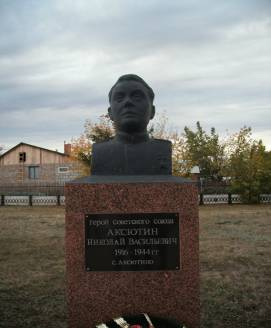 ГЕРОЙ СОВЕТСКОГО СОЮЗА
АКСЮТИН
НИКОЛАЙ ВАСИЛЬЕВИЧ
1916 - 1944 ГГ
С. АКСЮТИНО